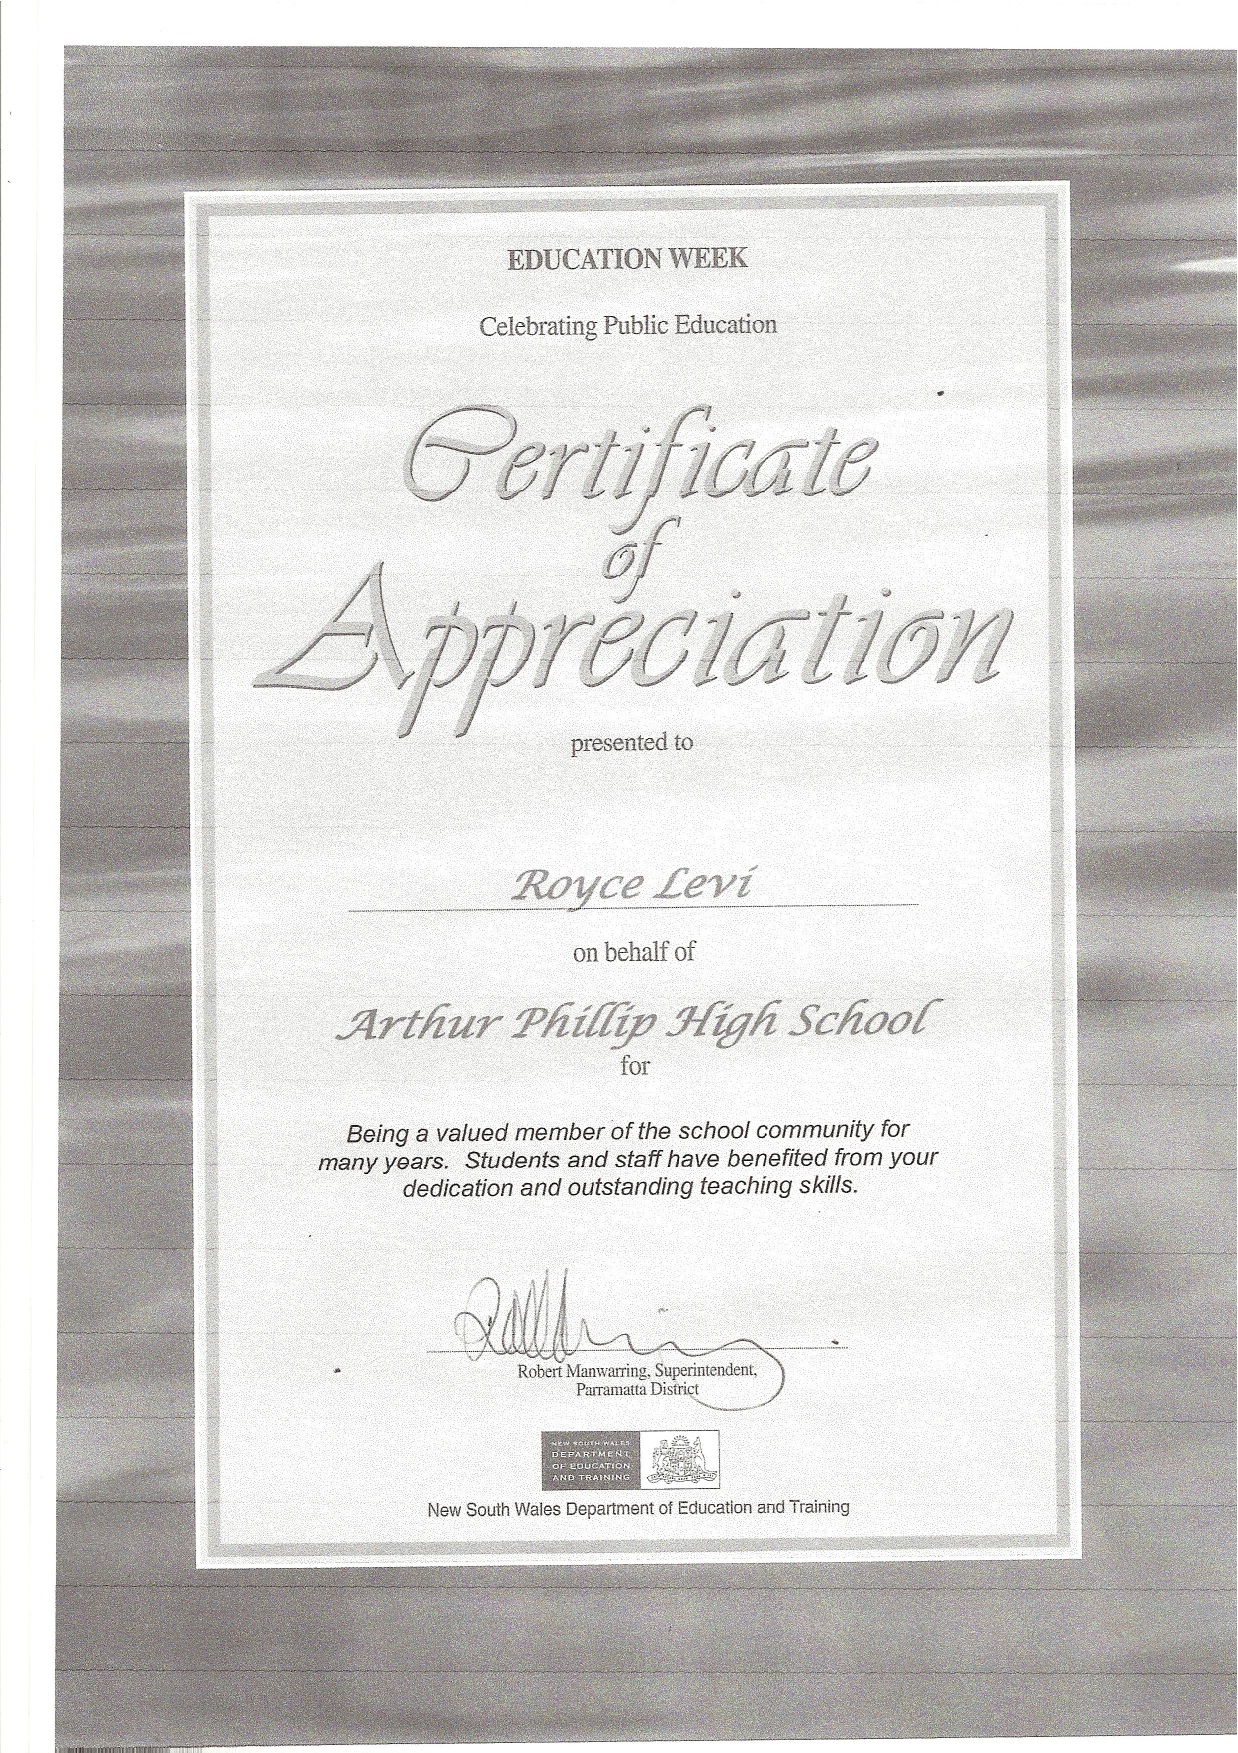 EDUCATION WEEK
Celebrating Public Education
Certificate
of
Appreciation
presented to
Royce Levi
on behalf of
Arthur Phillip High School
for
Being a valued member of the school community for
many years. Students and staff have benefited from your
dedication and outstanding teaching skills.
Robert Manwarring, Superintendent,
Parramatta District
NEW SOUTH WALES
DEPARTMENT
OF EDUCATION
AND TRAINING
New South Wales Department of Education and Training